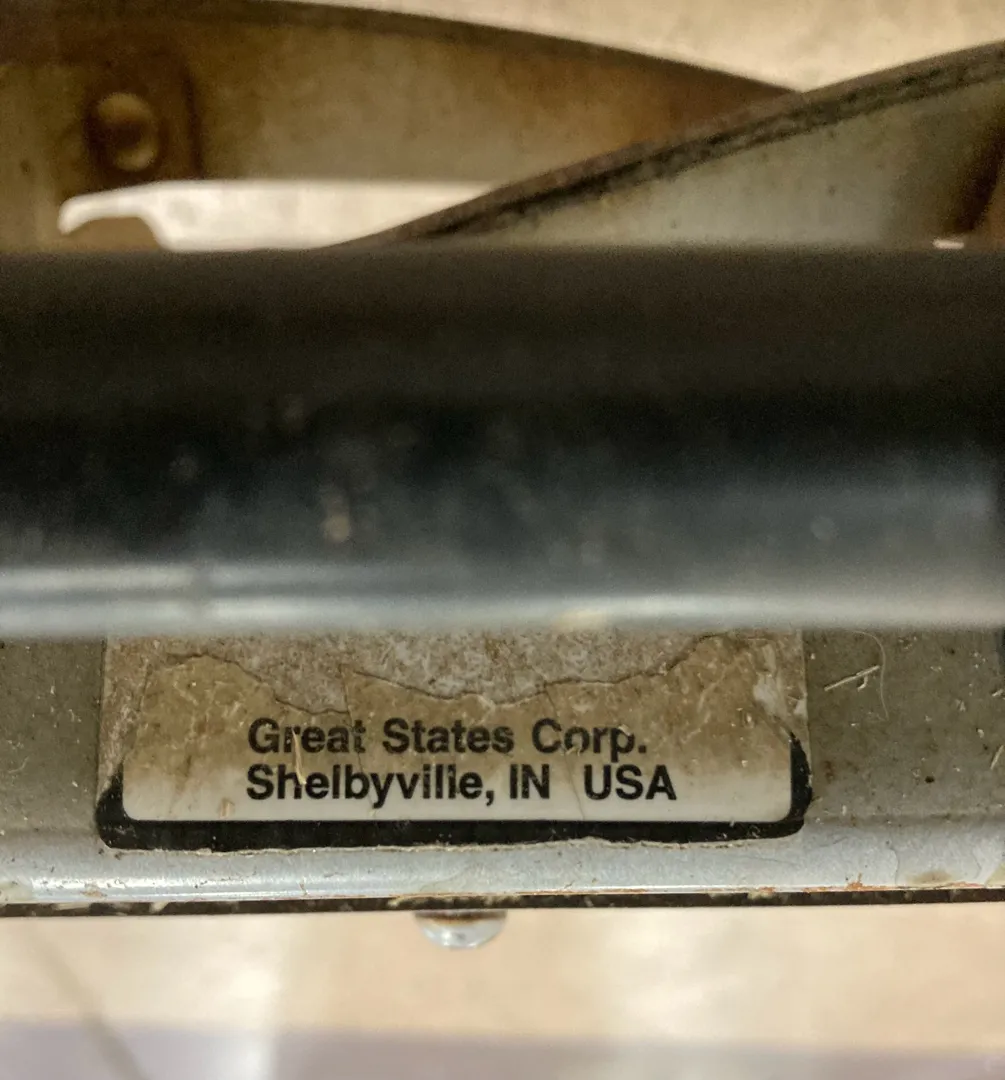 Great States Corp.
Shelbyville, IN USA